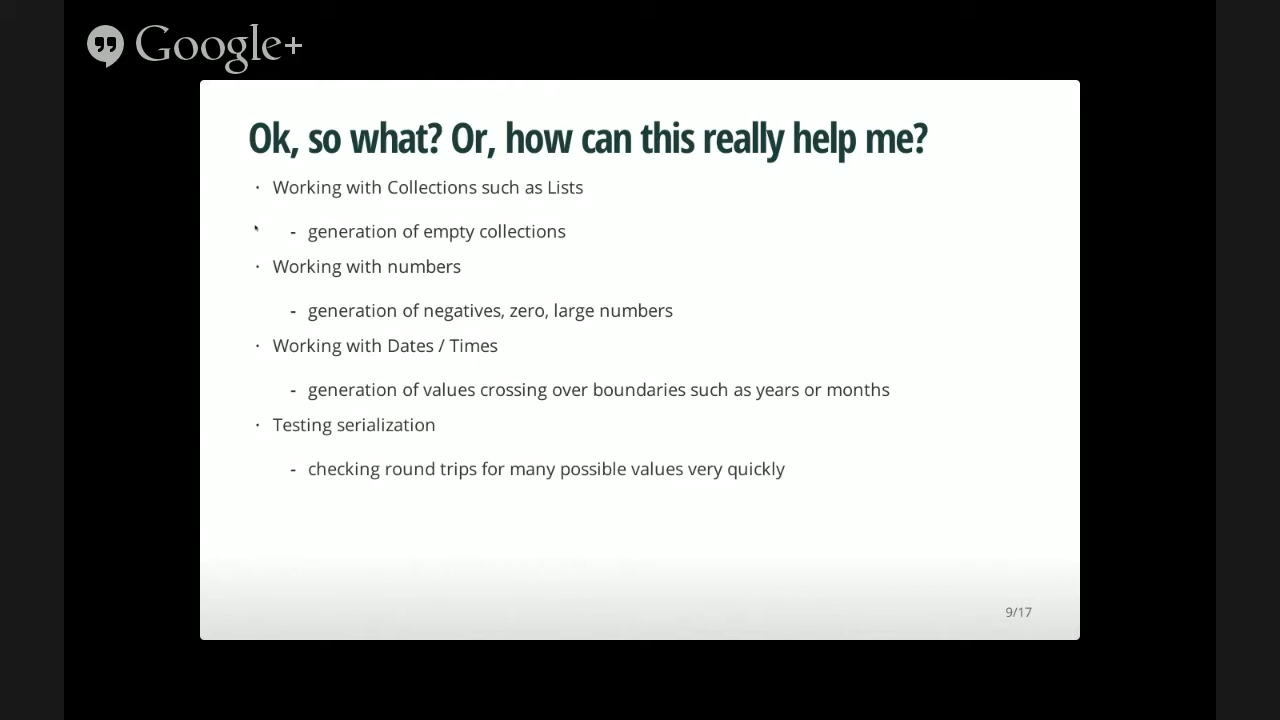 Google+
Ok, so what? Or, how can this really help me?
· Working with Collections such as Lists
- generation of empty collections
· Working with numbers
- generation of negatives, zero, large numbers
· Working with Dates / Times
- generation of values crossing over boundaries such as years or months
· Testing serialization
- checking round trips for many possible values very quickly
9/17